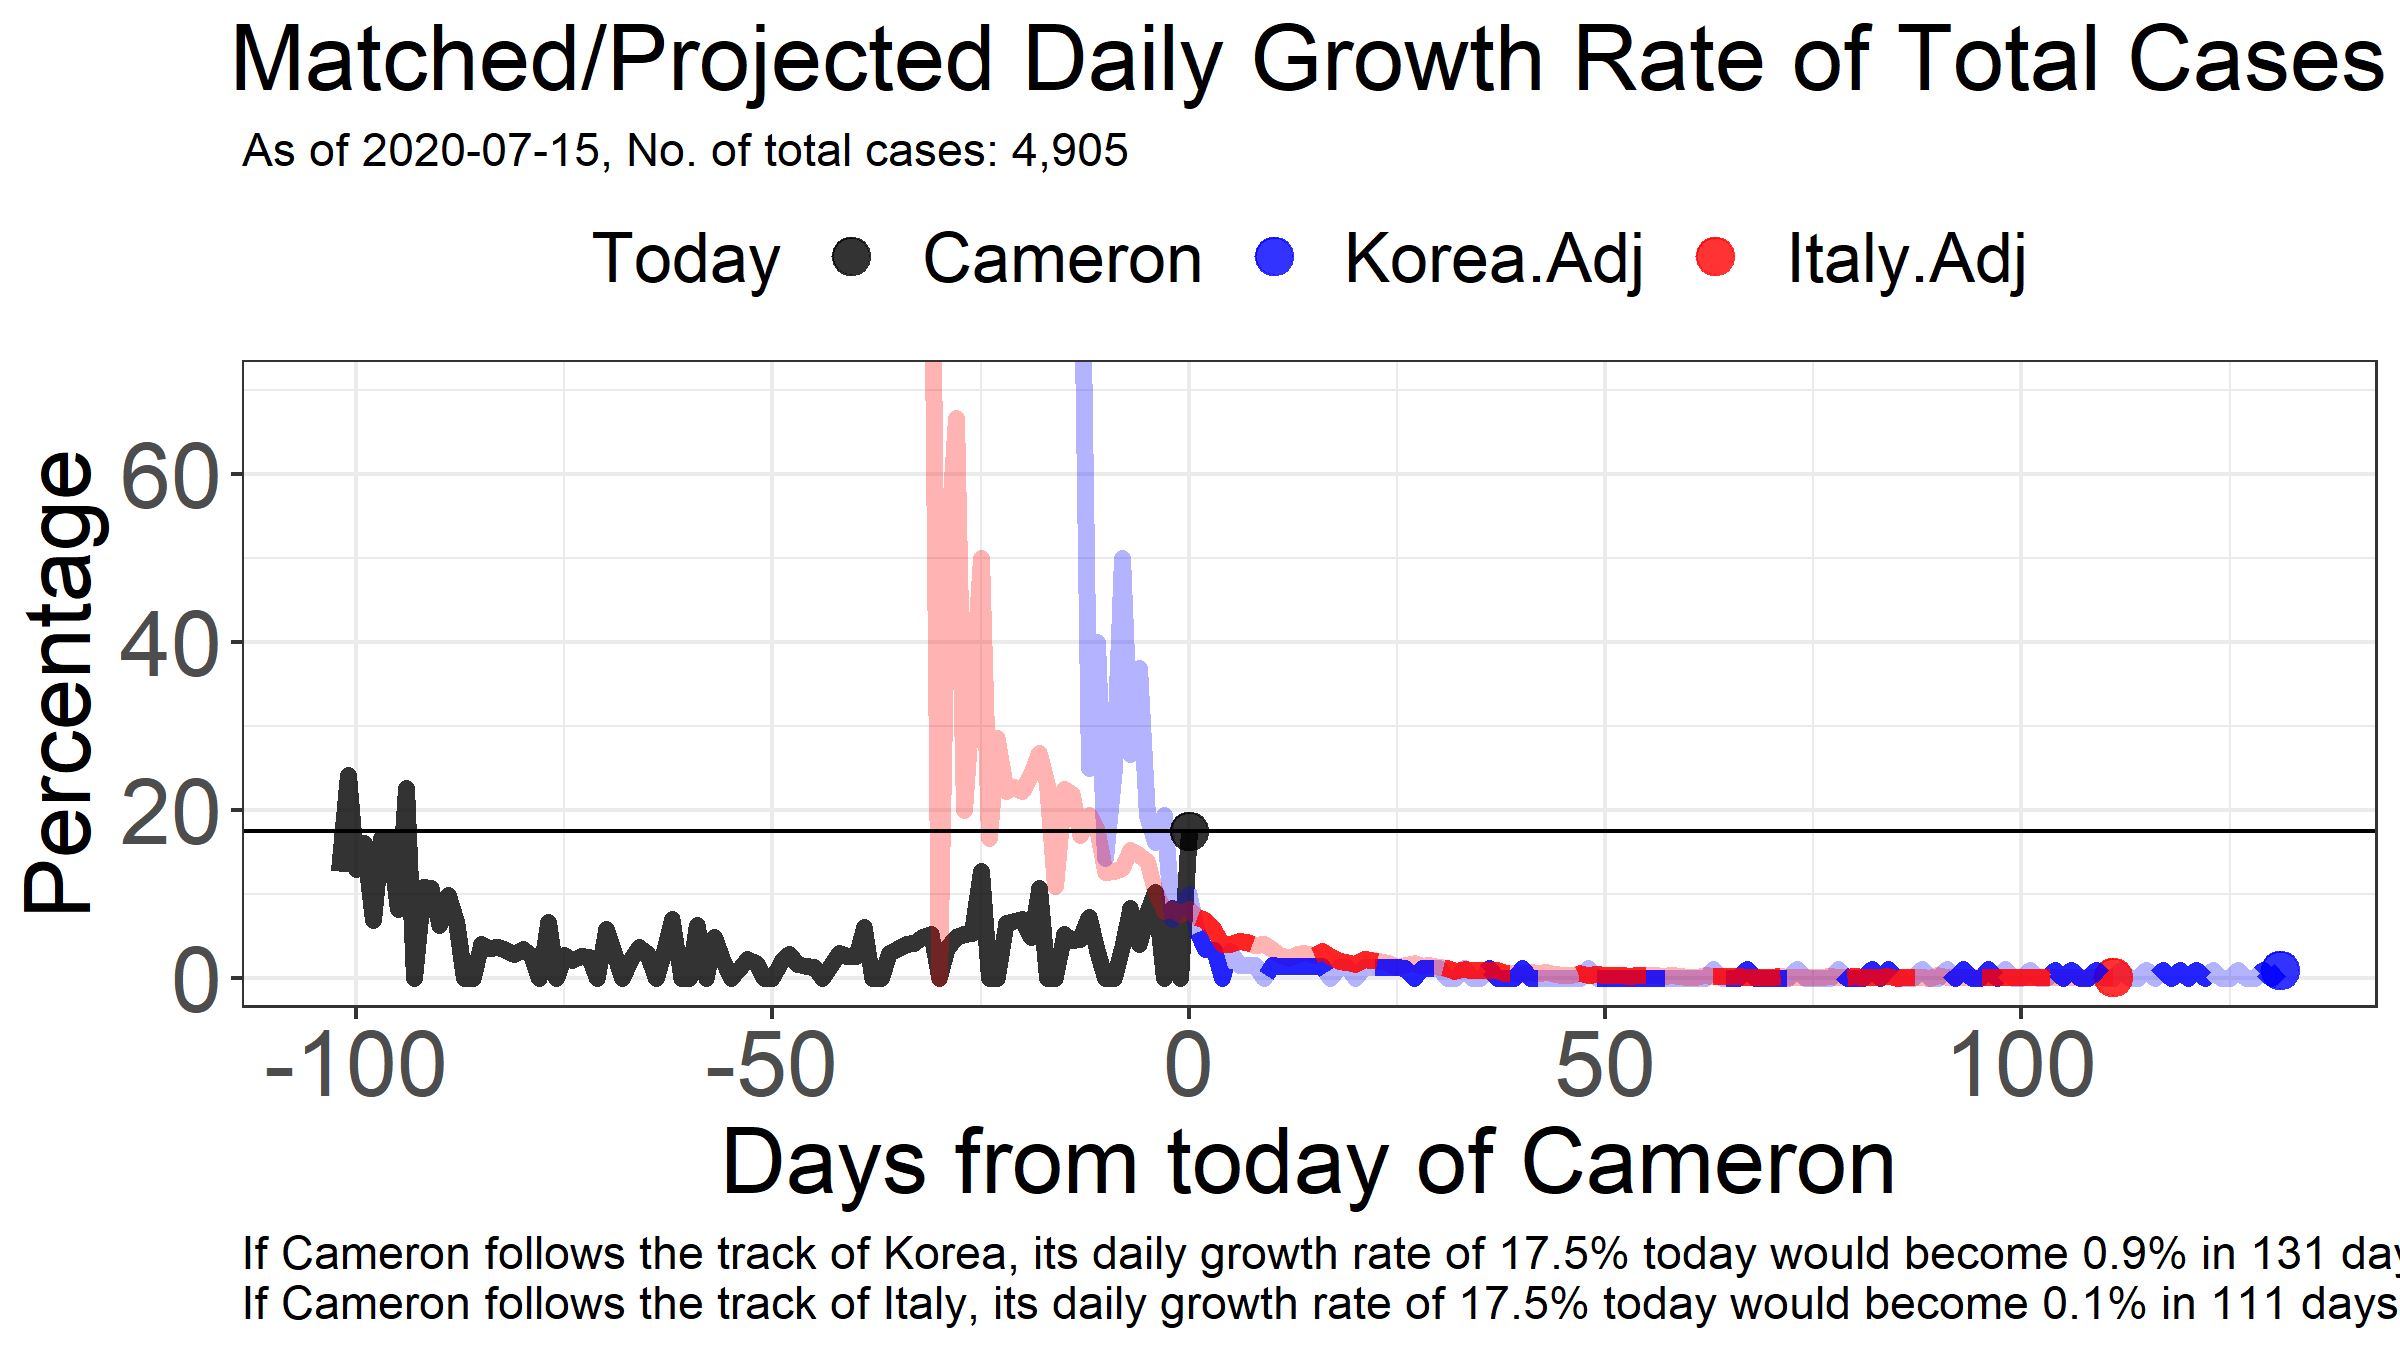 Matched/Projected Daily Growth Rate of Total Cases
As of 2020-07-15, No. of total cases: 4,905
Today Cameron Korea.Adj Italy.Adj
Percentage
60
40
20
0
-100 -50 0 50 100
Days from today of Cameron
If Cameron follows the track of Korea, its daily growth rate of 17.5% today would become 0.9% in 131 day
If Cameron follows the track of Italy, its daily growth rate of 17.5% today would become 0.1% in 111 days